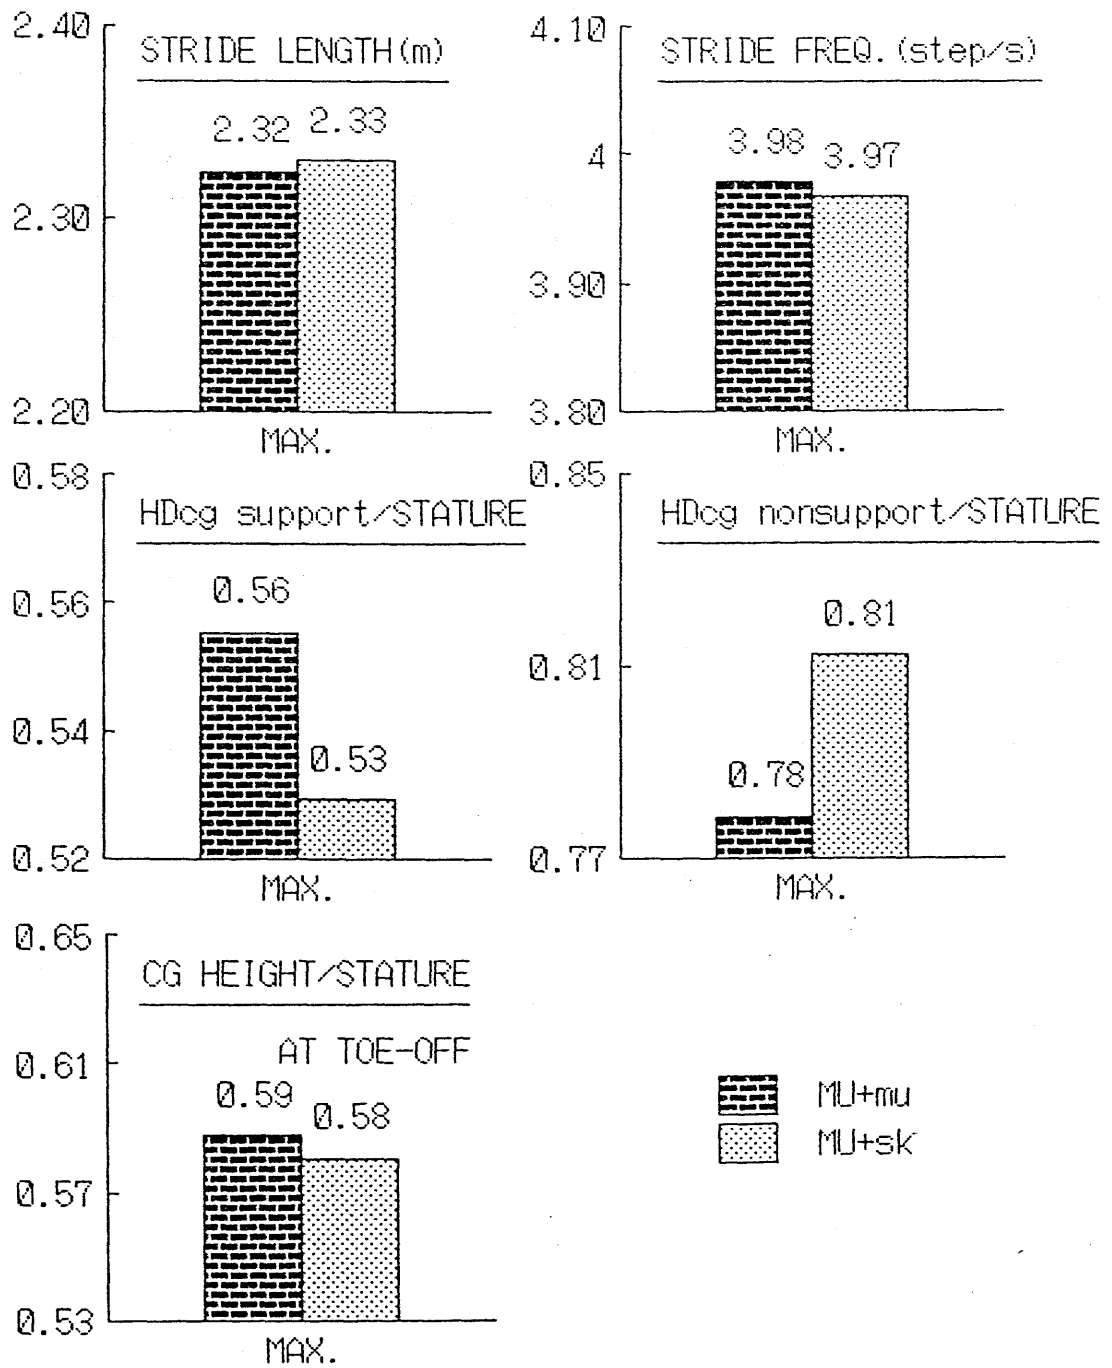 STRIDE LENGTH(m)
2.40
2.30
2.20
2.32 2.33
MAX.
STRIDE FREQ.(step/s)
4.10
4
3.90
3.80
3.98 3.97
MAX.
HDcg support/STATURE
0.58
0.56
0.54
0.52
0.56
0.53
MAX.
HDcg nonsupport/STATURE
0.85
0.81
0.77
0.78
0.81
MAX.
CG HEIGHT/STATURE
AT TOE-OFF
0.65
0.61
0.57
0.53
0.59 0.58
MAX.
MU+mu
MU+sk